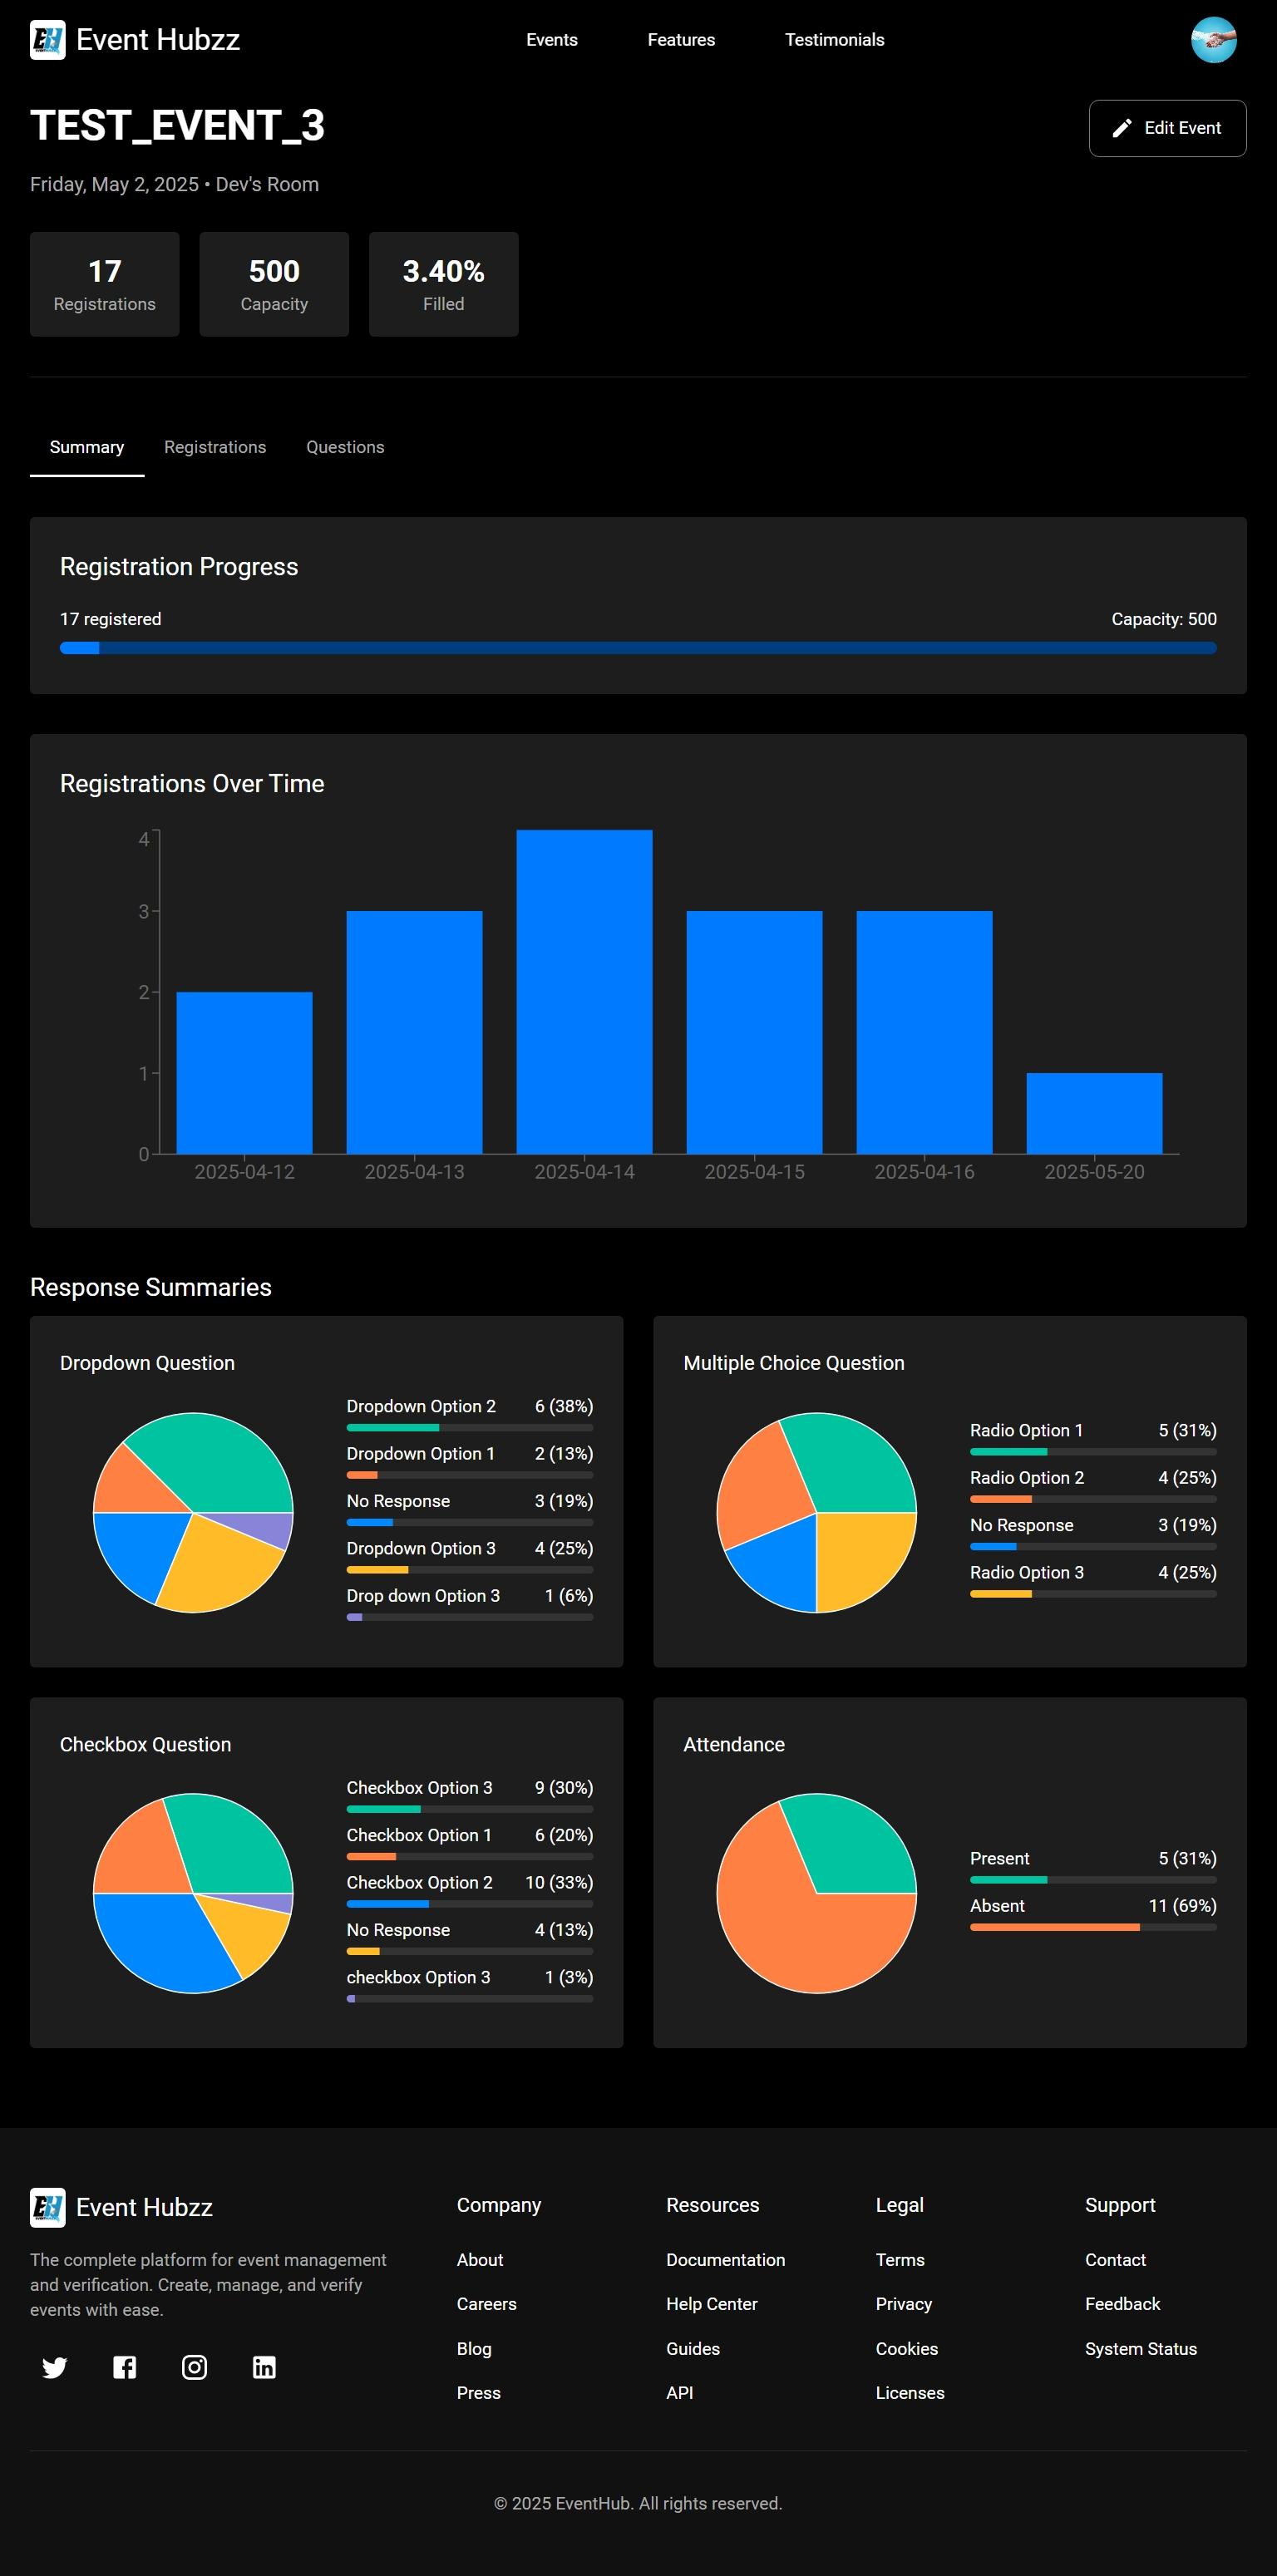 Event Hubzz
Events Features Testimonials
TEST_EVENT_3
Edit Event
Friday, May 2, 2025 • Dev's Room
17 500 3.40%
Registrations Capacity Filled
Summary Registrations Questions
Registration Progress
17 registered Capacity: 500
Registrations Over Time
4
3
2
1
0
2025-04-12 2025-04-13 2025-04-14 2025-04-15 2025-04-16 2025-05-20
Response Summaries
Dropdown Question
Dropdown Option 2 6 (38%)
Dropdown Option 1 2 (13%)
No Response 3 (19%)
Dropdown Option 3 4 (25%)
Drop down Option 3 1 (6%)
Multiple Choice Question
Radio Option 1 5 (31%)
Radio Option 2 4 (25%)
No Response 3 (19%)
Radio Option 3 4 (25%)
Checkbox Question
Checkbox Option 3 9 (30%)
Checkbox Option 1 6 (20%)
Checkbox Option 2 10 (33%)
No Response 4 (13%)
checkbox Option 3 1 (3%)
Attendance
Present 5 (31%)
Absent 11 (69%)
Event Hubzz
The complete platform for event management
and verification. Create, manage, and verify
events with ease.
Company
About
Careers
Blog
Press
Resources
Documentation
Help Center
Guides
API
Legal
Terms
Privacy
Cookies
Licenses
Support
Contact
Feedback
System Status
© 2025 EventHub. All rights reserved.